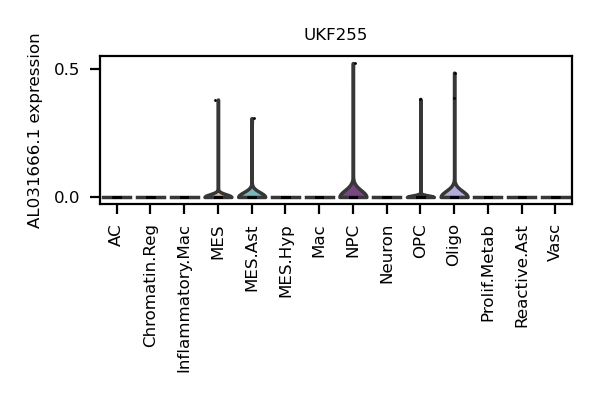 UKF255
AL031666.1 expression
0.5
0.0
AC
Chromatin.Reg
Inflammatory.Mac
MES
MES.Ast
MES.Hyp
Mac
NPC
Neuron
OPC
Oligo
Prolif.Metab
Reactive.Ast
Vasc